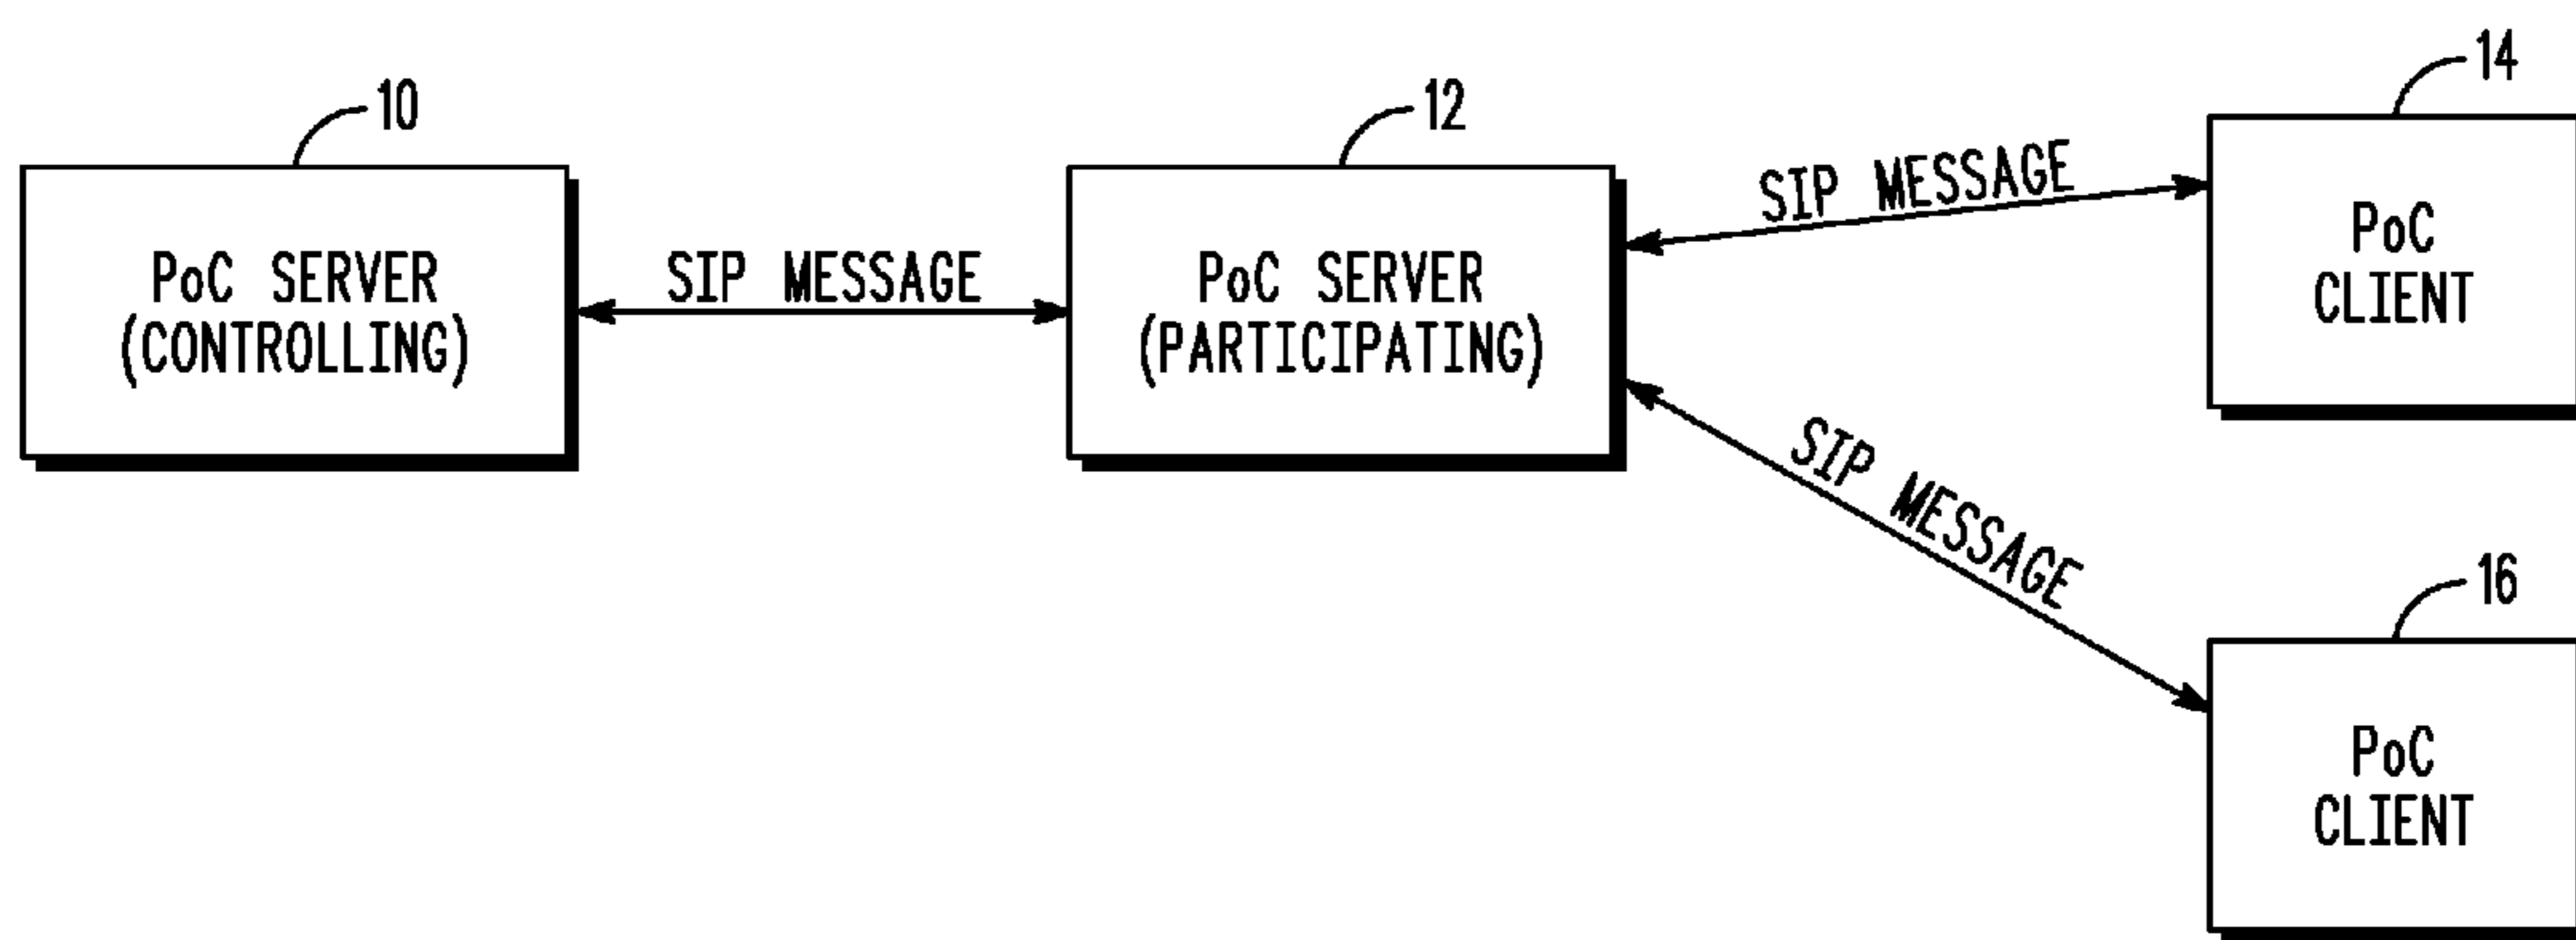 10
PoC SERVER
(CONTROLLING)
SIP MESSAGE
12
PoC SERVER
(PARTICIPATING)
SIP MESSAGE
14
PoC
CLIENT
SIP MESSAGE
16
PoC
CLIENT